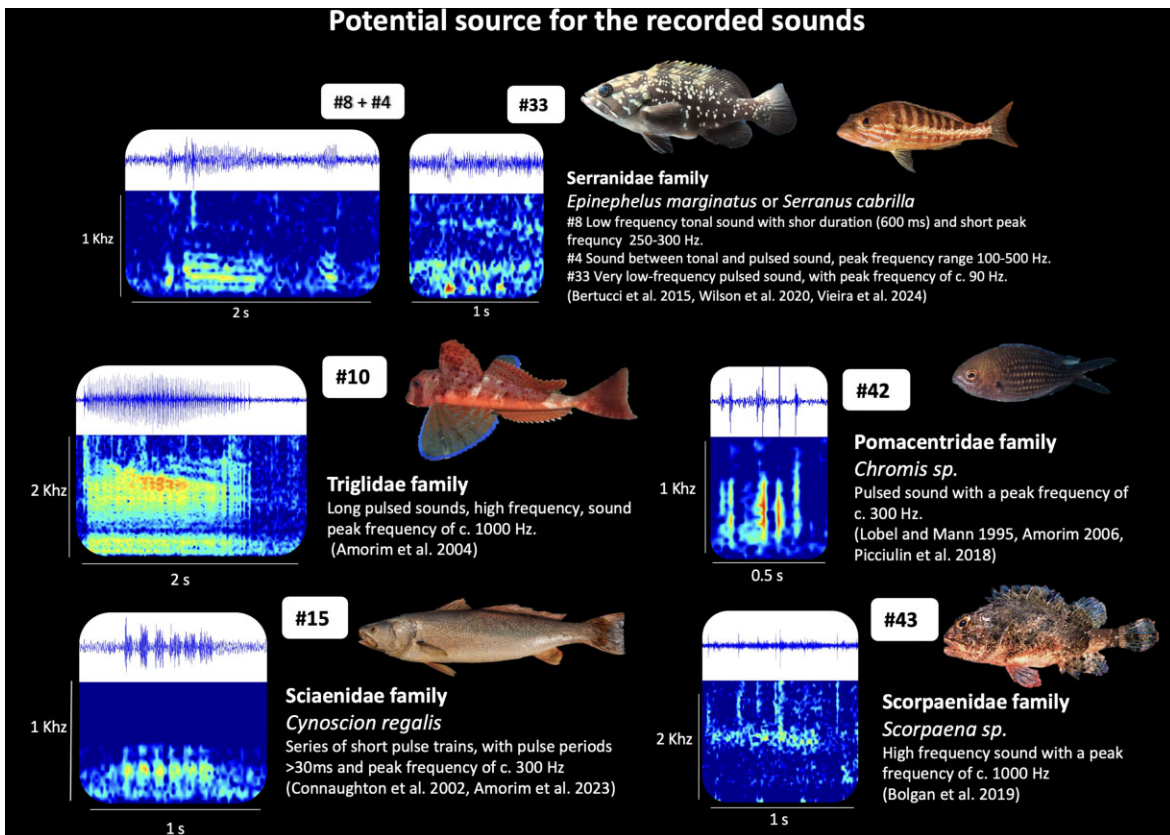 Potential source for the recorded sounds
#8 + #4
#33
1 Khz
2 s
1 s
Serranidae family
Epinephelus marginatus or Serranus cabrilla
#8 Low frequency tonal sound with shor duration (600 ms) and short peak
frequncy 250-300 Hz.
#4 Sound between tonal and pulsed sound, peak frequency range 100-500 Hz.
#33 Very low-frequency pulsed sound, with peak frequency of c. 90 Hz.
(Bertucci et al. 2015, Wilson et al. 2020, Vieira et al. 2024)
#10
2 Khz
2 s
Triglidae family
Long pulsed sounds, high frequency, sound
peak frequency of c. 1000 Hz.
(Amorim et al. 2004)
#42
1 Khz
0.5 s
Pomacentridae family
Chromis sp.
Pulsed sound with a peak frequency of
c. 300 Hz.
(Lobel and Mann 1995, Amorim 2006,
Picciulin et al. 2018)
#15
1 Khz
1 s
Sciaenidae family
Cynoscion regalis
Series of short pulse trains, with pulse periods
>30ms and peak frequency of c. 300 Hz
(Connaughton et al. 2002, Amorim et al. 2023)
#43
2 Khz
1 s
Scorpaenidae family
Scorpaena sp.
High frequency sound with a peak
frequency of c. 1000 Hz
(Bolgan et al. 2019)